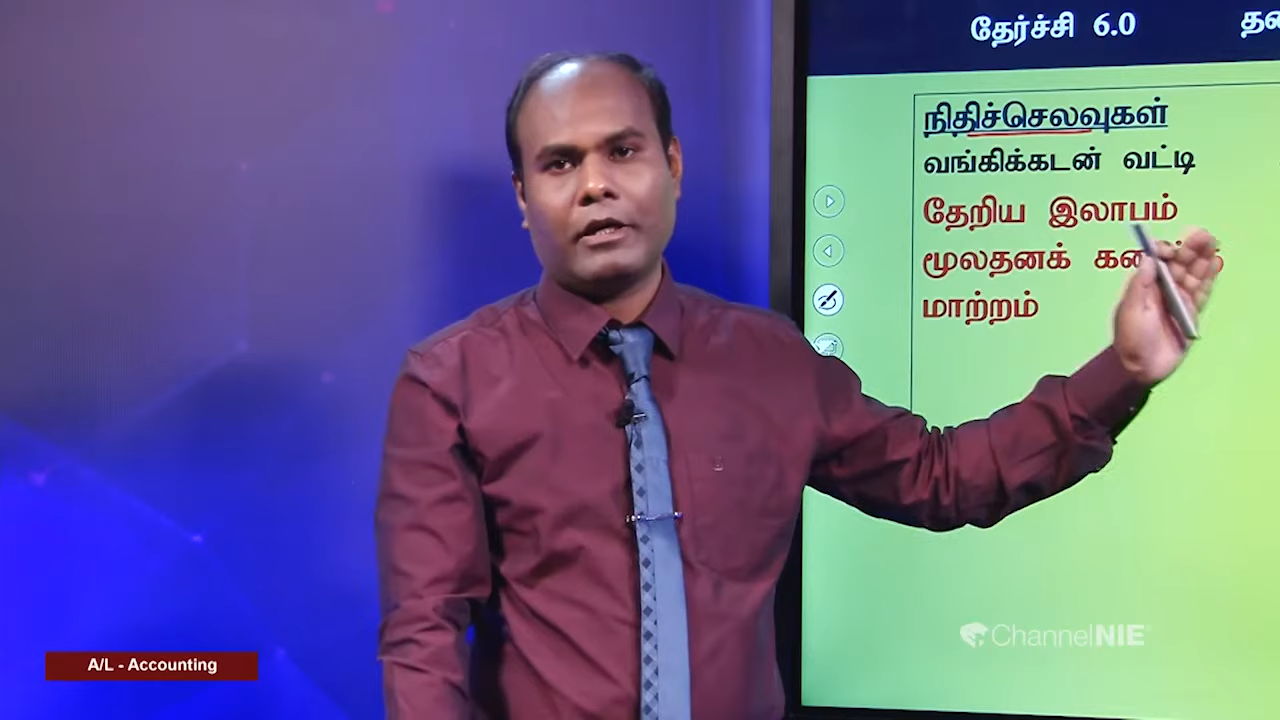 தேர்ச்சி 6.0
நிதிச்செலவுகள்
வங்கிக்கடன் வட்டி
தேறிய இலாபம்
மூலதனக்
மாற்றம்
ChannelNIE
A/L - Accounting